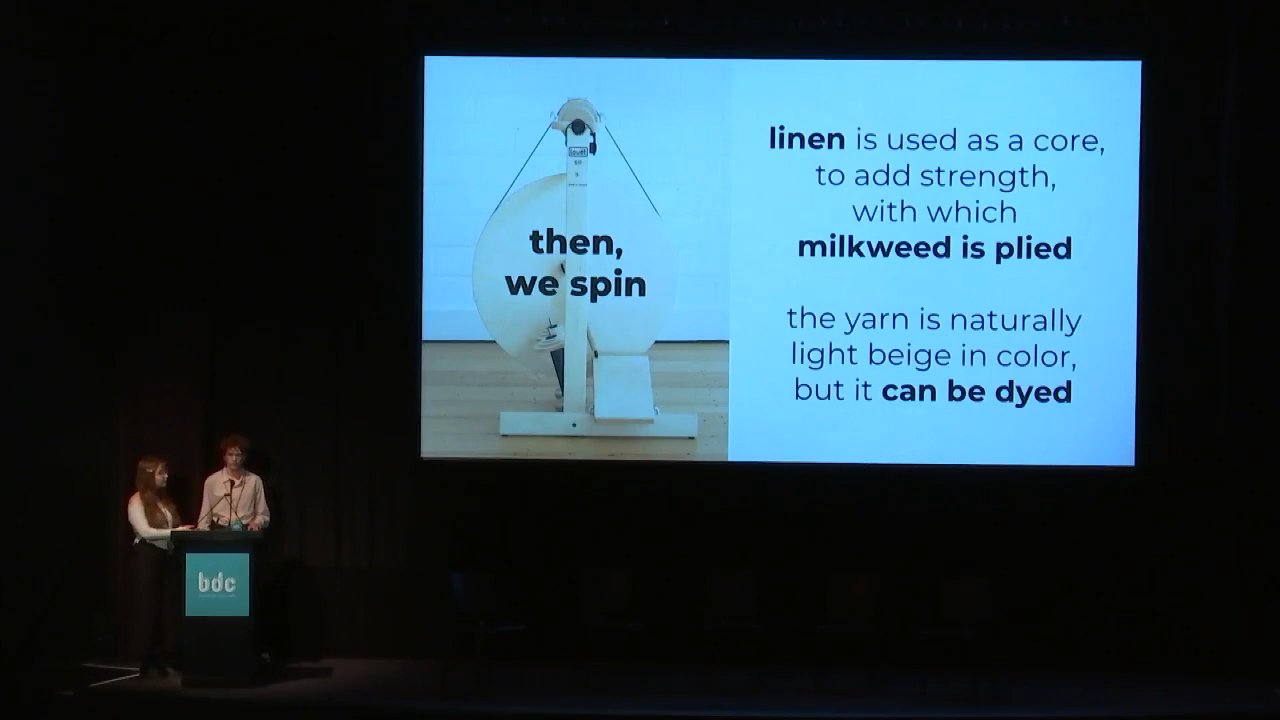 then,
we spin
linen is used as a core,
to add strength,
with which
milkweed is plied
the yarn is naturally
light beige in color,
but it can be dyed
bdc